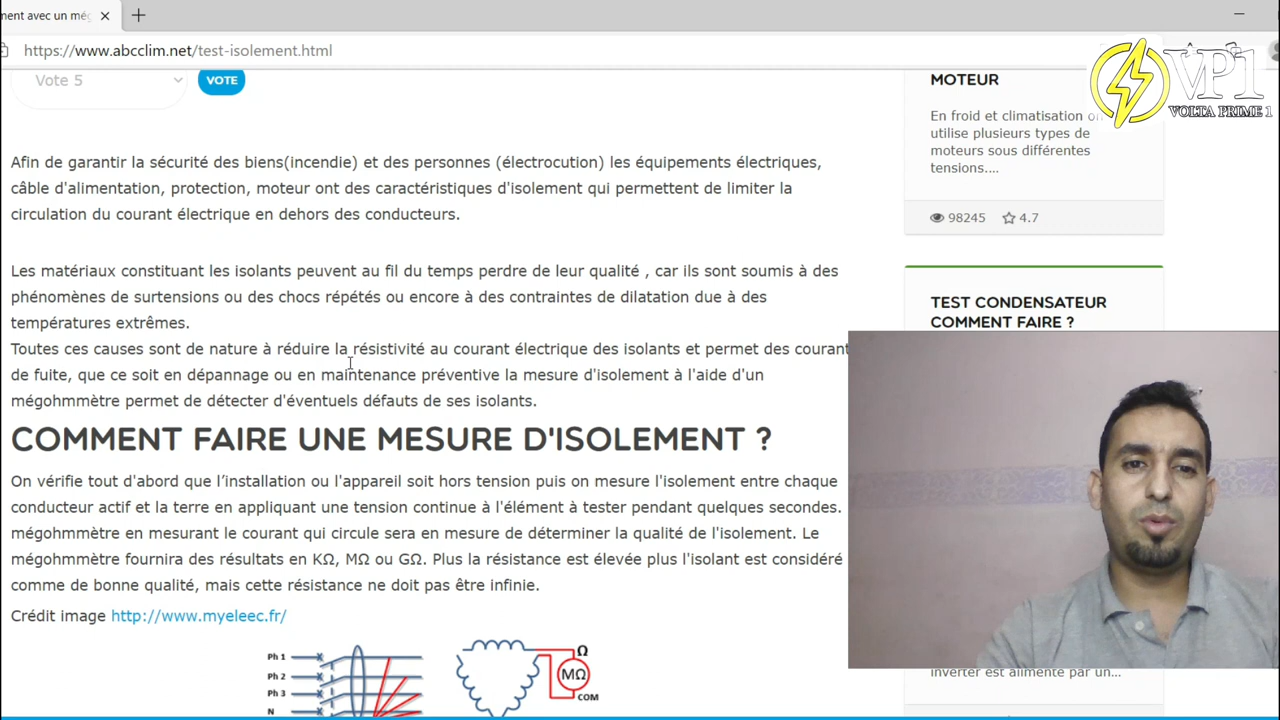 ment avec un még
https://www.abcclim.net/test-isolement.html
Vote 5
VOTE
Afin de garantir la sécurité des biens(incendie) et des personnes (électrocution) les équipements électriques,
câble d'alimentation, protection, moteur ont des caractéristiques d'isolement qui permettent de limiter la
circulation du courant électrique en dehors des conducteurs.
Les matériaux constituant les isolants peuvent au fil du temps perdre de leur qualité , car ils sont soumis à des
phénomènes de surtensions ou des chocs répétés ou encore à des contraintes de dilatation due à des
températures extrêmes.
Toutes ces causes sont de nature à réduire la résistivité au courant électrique des isolants et permet des courant
de fuite, que ce soit en dépannage ou en maintenance préventive la mesure d'isolement à l'aide d'un
mégohmmètre permet de détecter d'éventuels défauts de ses isolants.
COMMENT FAIRE UNE MESURE D'ISOLEMENT ?
On vérifie tout d'abord que l’installation ou l'appareil soit hors tension puis on mesure l'isolement entre chaque
conducteur actif et la terre en appliquant une tension continue à l'élément à tester pendant quelques secondes.
mégohmmètre en mesurant le courant qui circule sera en mesure de déterminer la qualité de l'isolement. Le
mégohmmètre fournira des résultats en KΩ, MΩ ou GΩ. Plus la résistance est élevée plus l'isolant est considéré
comme de bonne qualité, mais cette résistance ne doit pas être infinie.
Crédit image http://www.myeleec.fr/
Ph 1
Ph 2
Ph 3
N
Ω
MΩ
COM
MOTEUR
En froid et climatisation o
utilise plusieurs types de
moteurs sous différentes
tensions....
98245 4.7
TEST CONDENSATEUR
COMMENT FAIRE ?
inverter est alimenté par un...
VP1
VOLTA PRIME 1